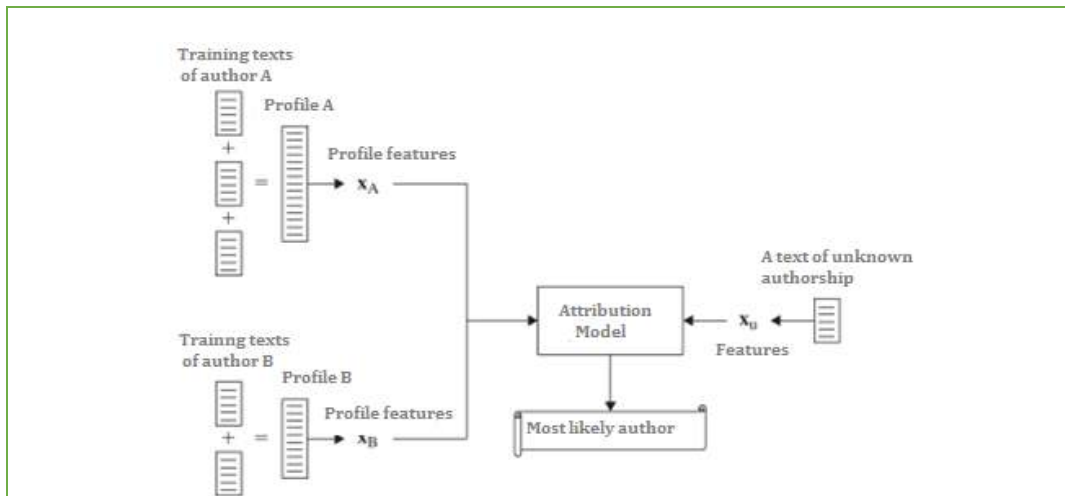 Training texts
of author A
Profile A
+
Profile features
=
x_A
+
A text of unknown
authorship
Attribution
Model
x_u
Features
Trainng texts
of author B
Profile B
Profile features
Most likely author
+
=
x_B